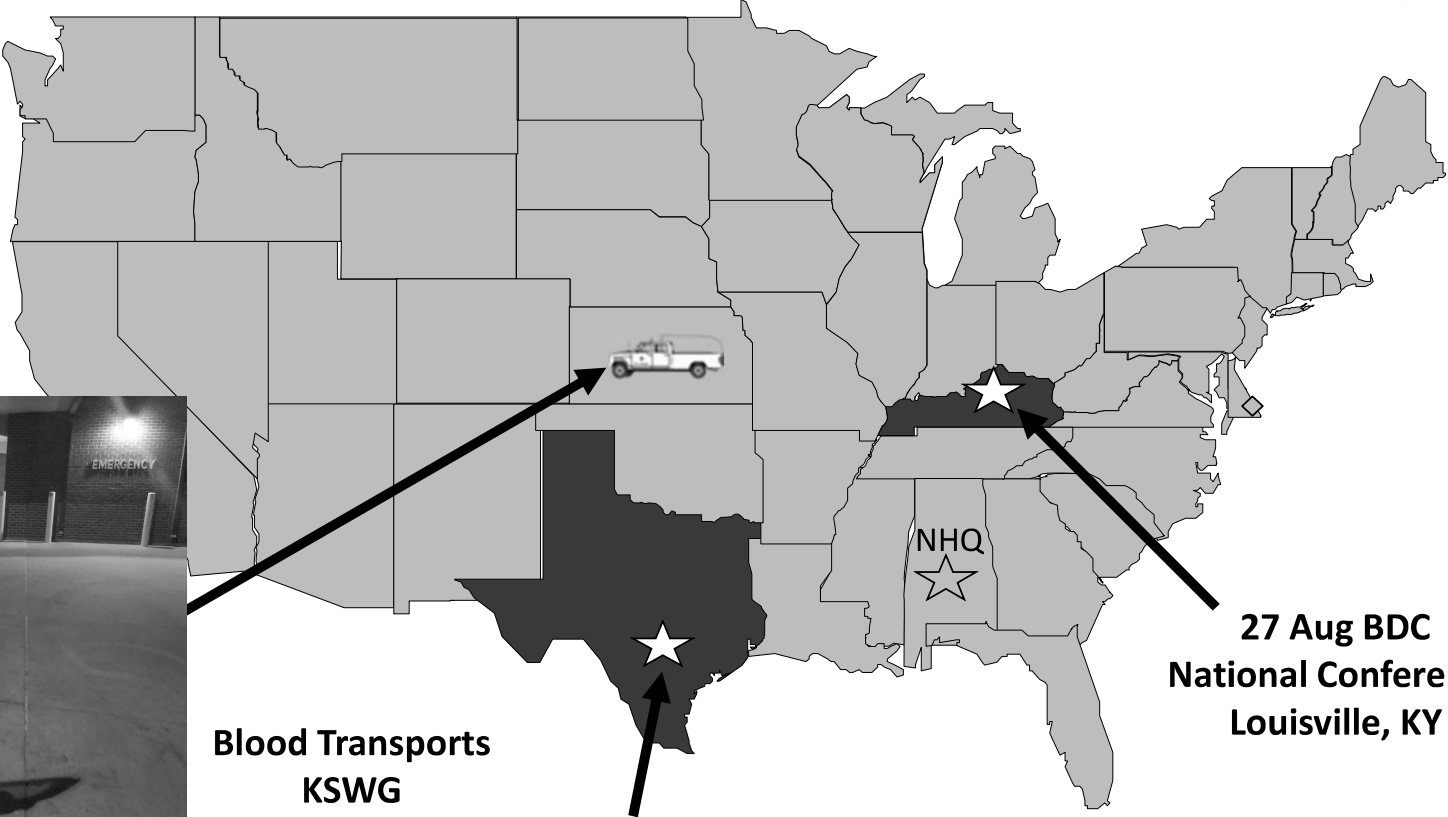 EMERGENCY
NHQ
27 Aug BDC
National Confere
Louisville, KY
Blood Transports
KSWG